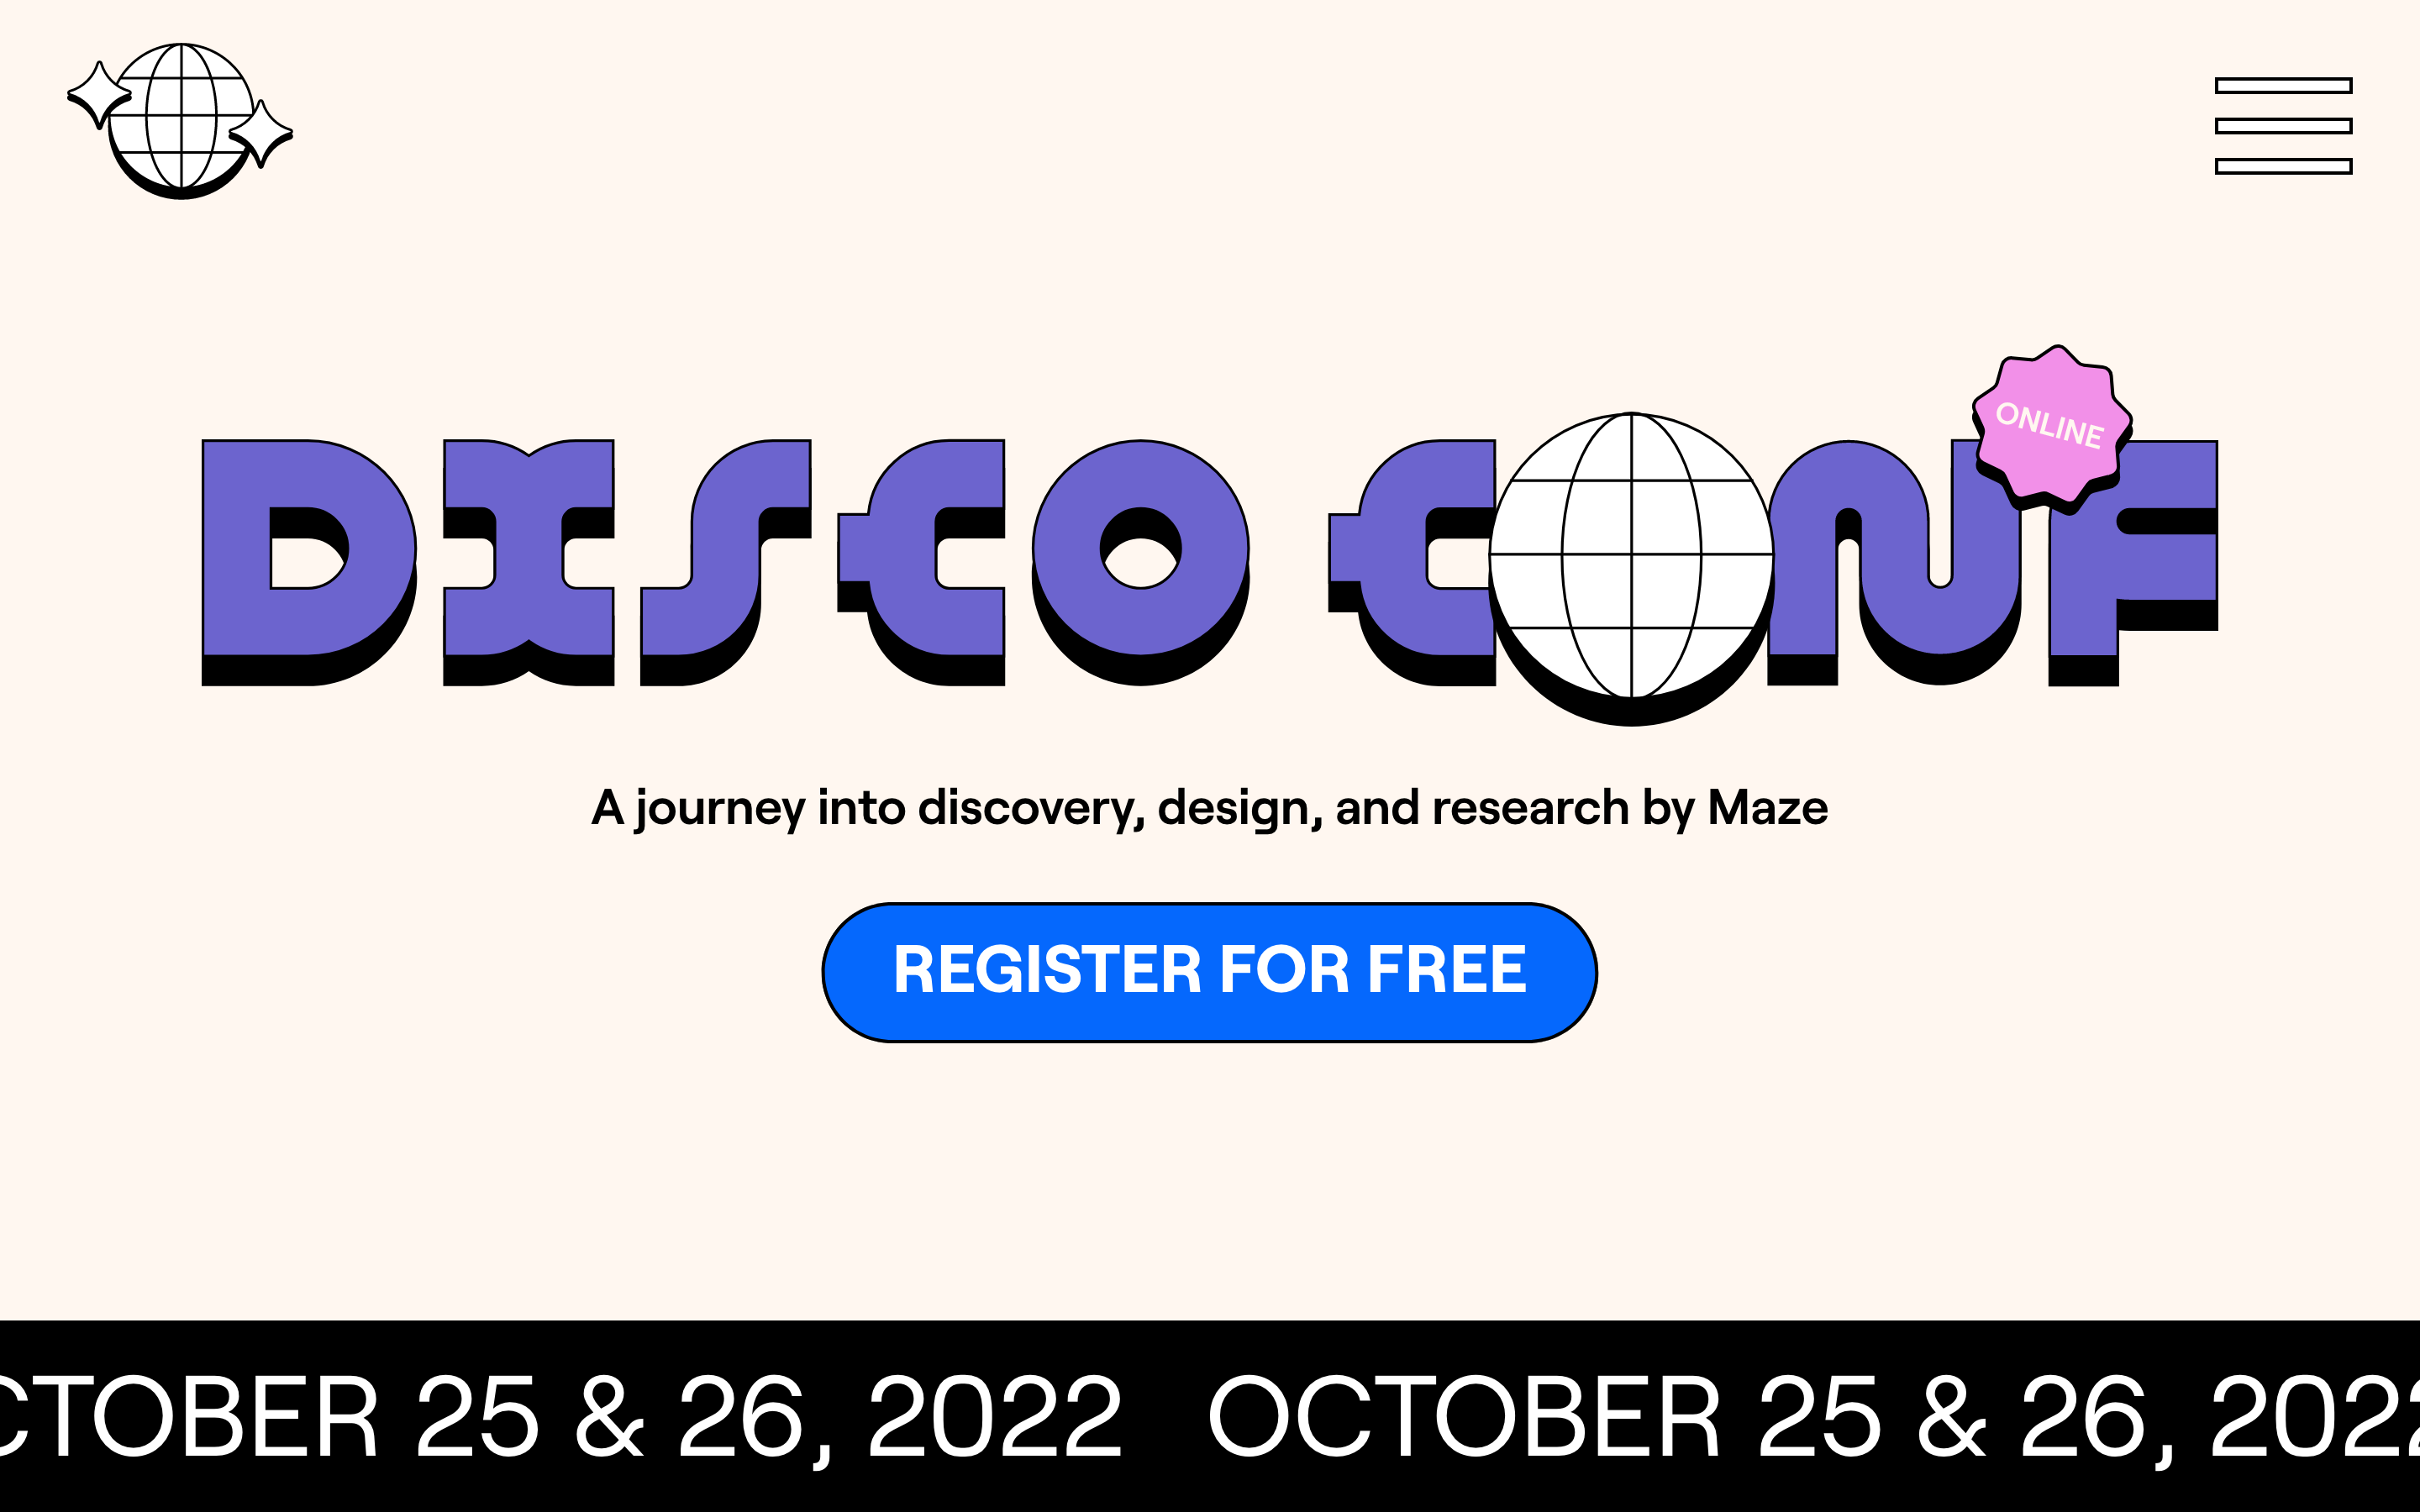 ONLINE
DISCO CONF
A journey into discovery, design, and research by Maze
REGISTER FOR FREE
CTOBER 25 & 26, 2022 OCTOBER 25 & 26, 2022